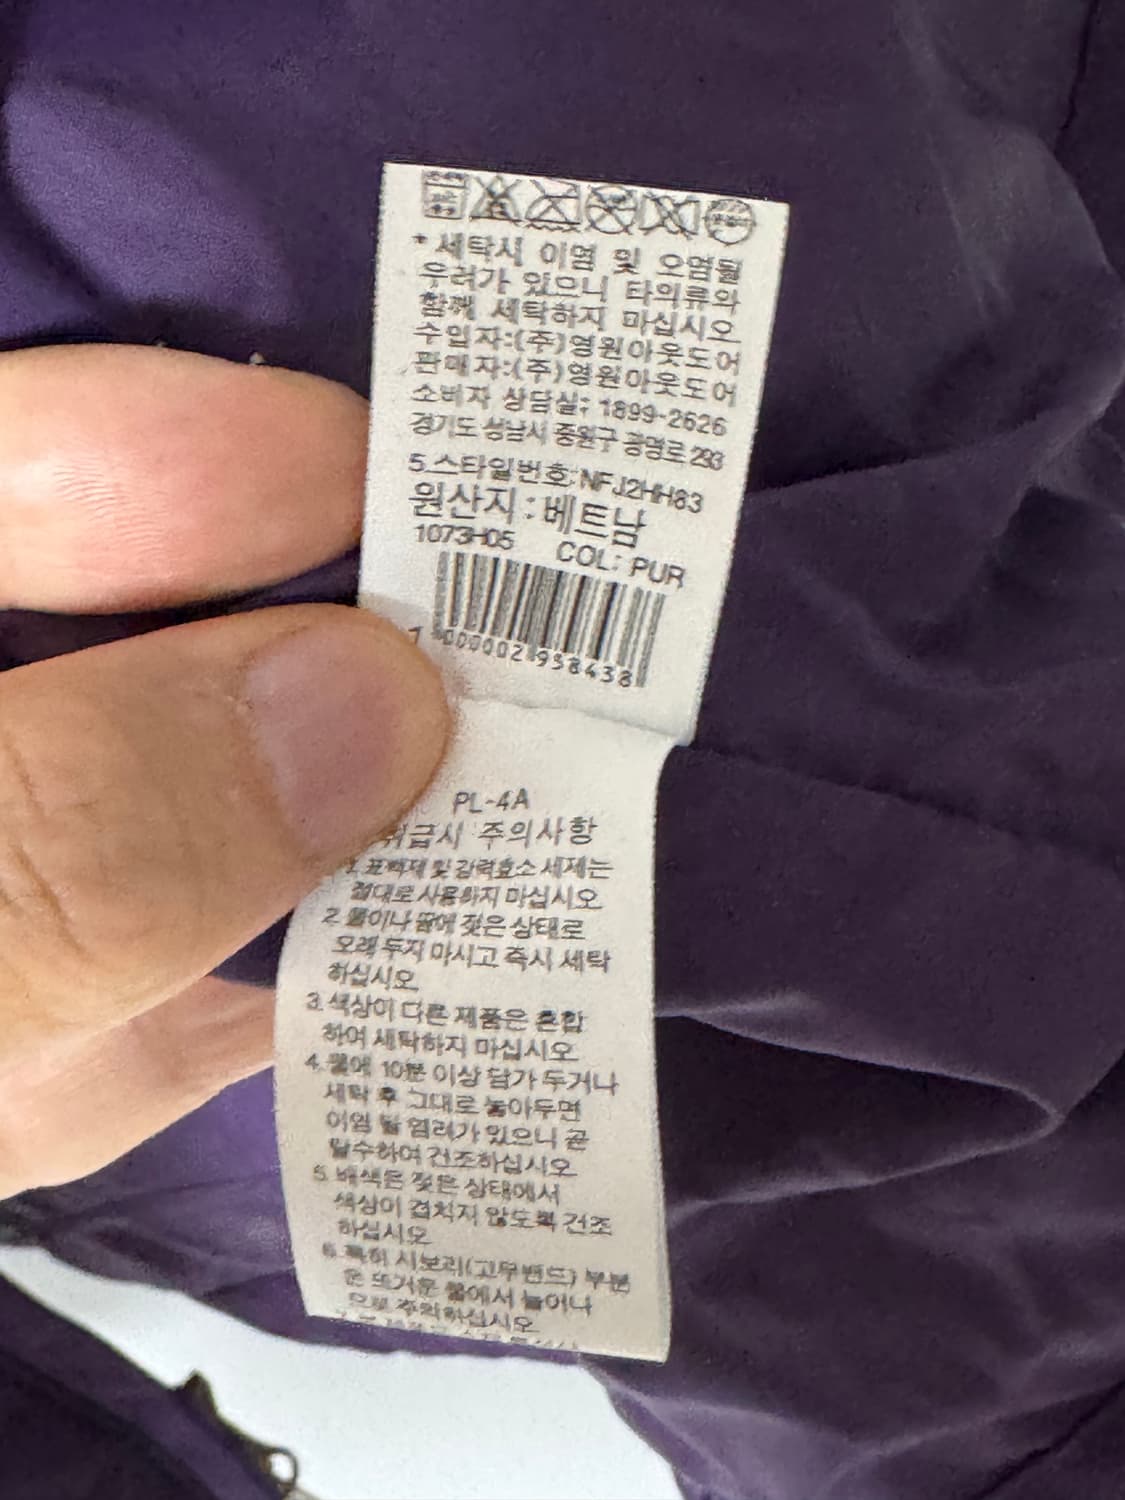 * 세탁시 이염 및 오염될
우려가 있으니 타의류와
함께 세탁하지 마십시오
수입자:(주)영원아웃도어
판매자:(주)영원아웃도어
소비자 상담실: 1899-2626
경기도 성남시 중원구 광명로 293
5.스타일번호:NFJ2HH83
원산지 : 베트남
1073H05 COL: PUR
1 000002 958438
PL-4A
취급시 주의사항
1. 표백제 및 강력효소 세제는
절대로 사용하지 마십시오
2. 물이나 땀에 젖은 상태로
오래 두지 마시고 즉시 세탁
하십시오
3. 색상이 다른 제품은 혼합
하여 세탁하지 마십시오
4. 물에 10분 이상 담가 두거나
세탁 후 그대로 놓아두면
이염 될 염려가 있으니 곧
탈수하여 건조하십시오
5. 배색은 젖은 상태에서
색상이 겹치지 않도록 건조
하십시오
6. 특히 시보리(고무밴드) 부분
은 뜨거운 물에서 늘어나
므로 주의하십시오